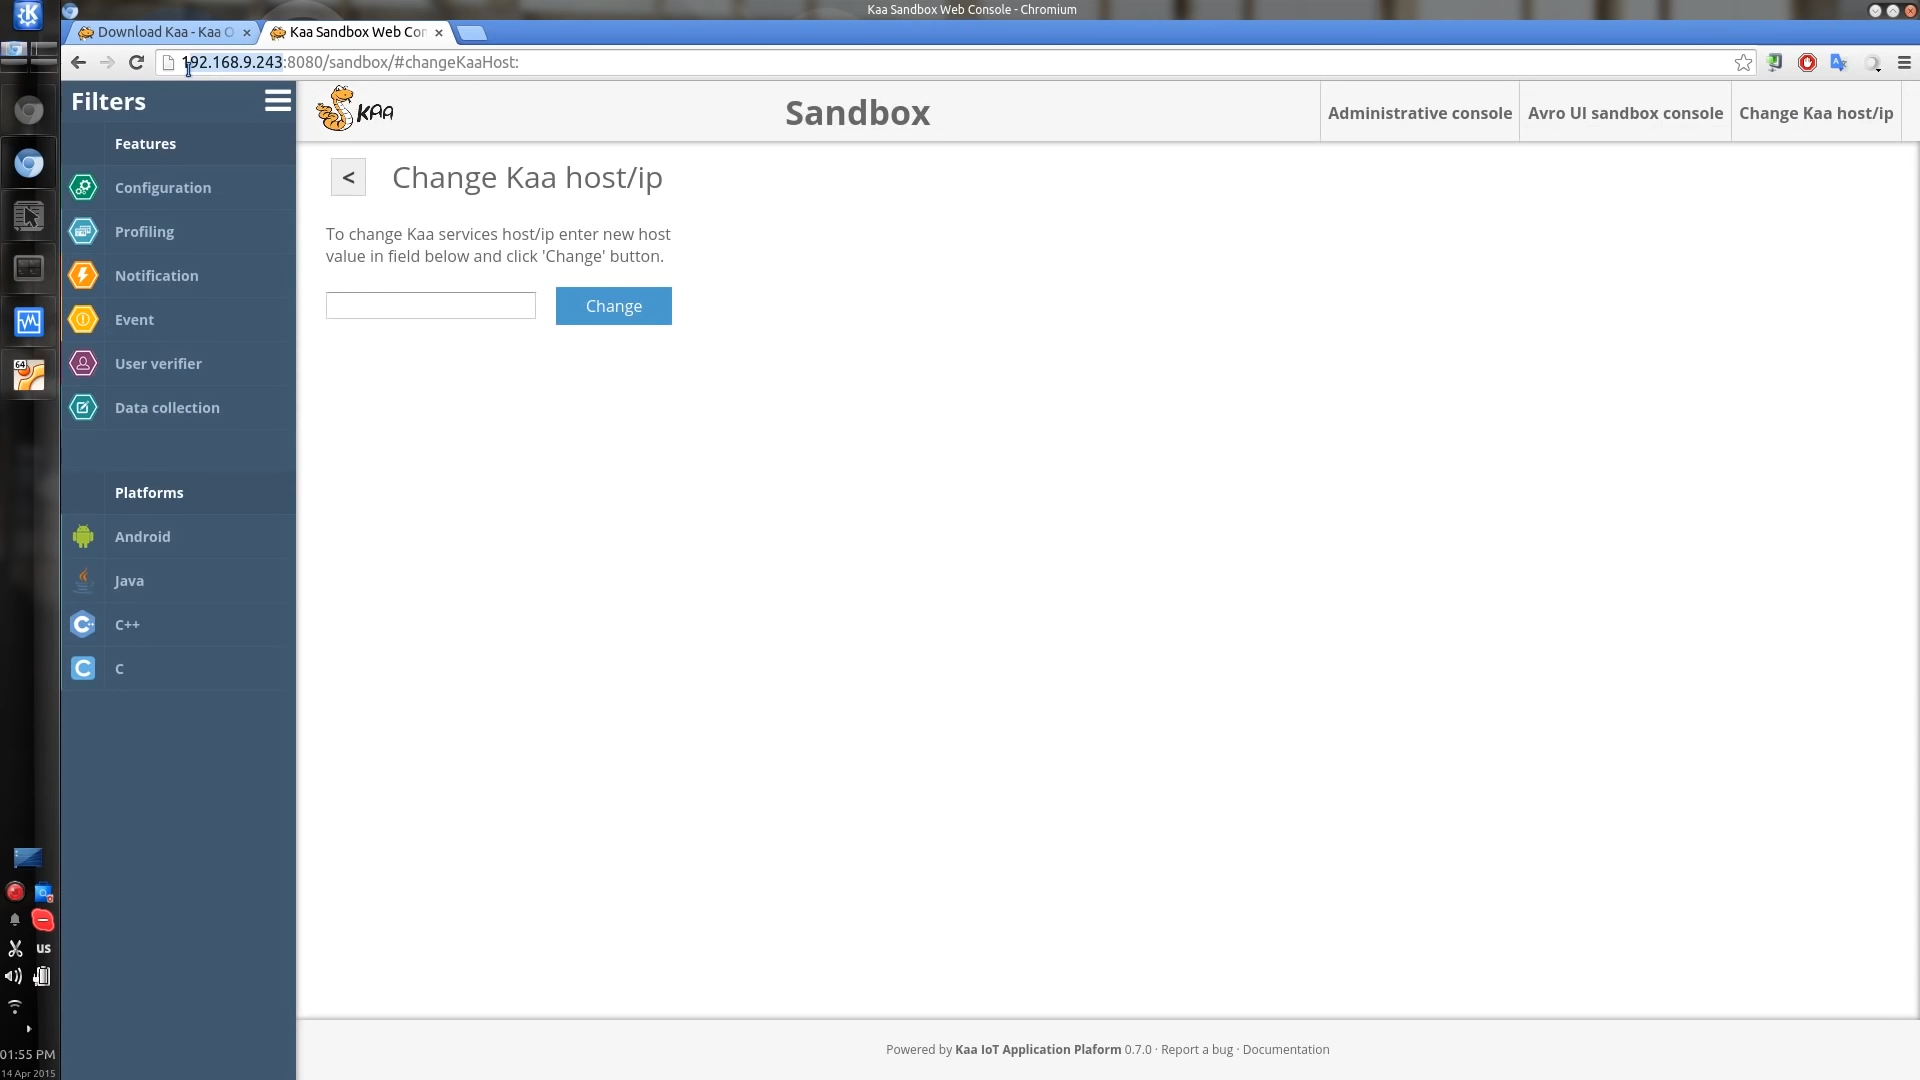 Kaa Sandbox Web Console - Chromium
Download Kaa - Kaa O
Kaa Sandbox Web Con
192.168.9.243:8080/sandbox/#changeKaaHost:
Filters
KAA
Sandbox
Administrative console
Avro UI sandbox console
Change Kaa host/ip
Features
Configuration
Profiling
Notification
Event
User verifier
Data collection
Platforms
Android
Java
C++
C
< Change Kaa host/ip
To change Kaa services host/ip enter new host
value in field below and click 'Change' button.
Change
64
us
01:55 PM
14 Apr 2015
Powered by Kaa IoT Application Plaform 0.7.0 · Report a bug · Documentation